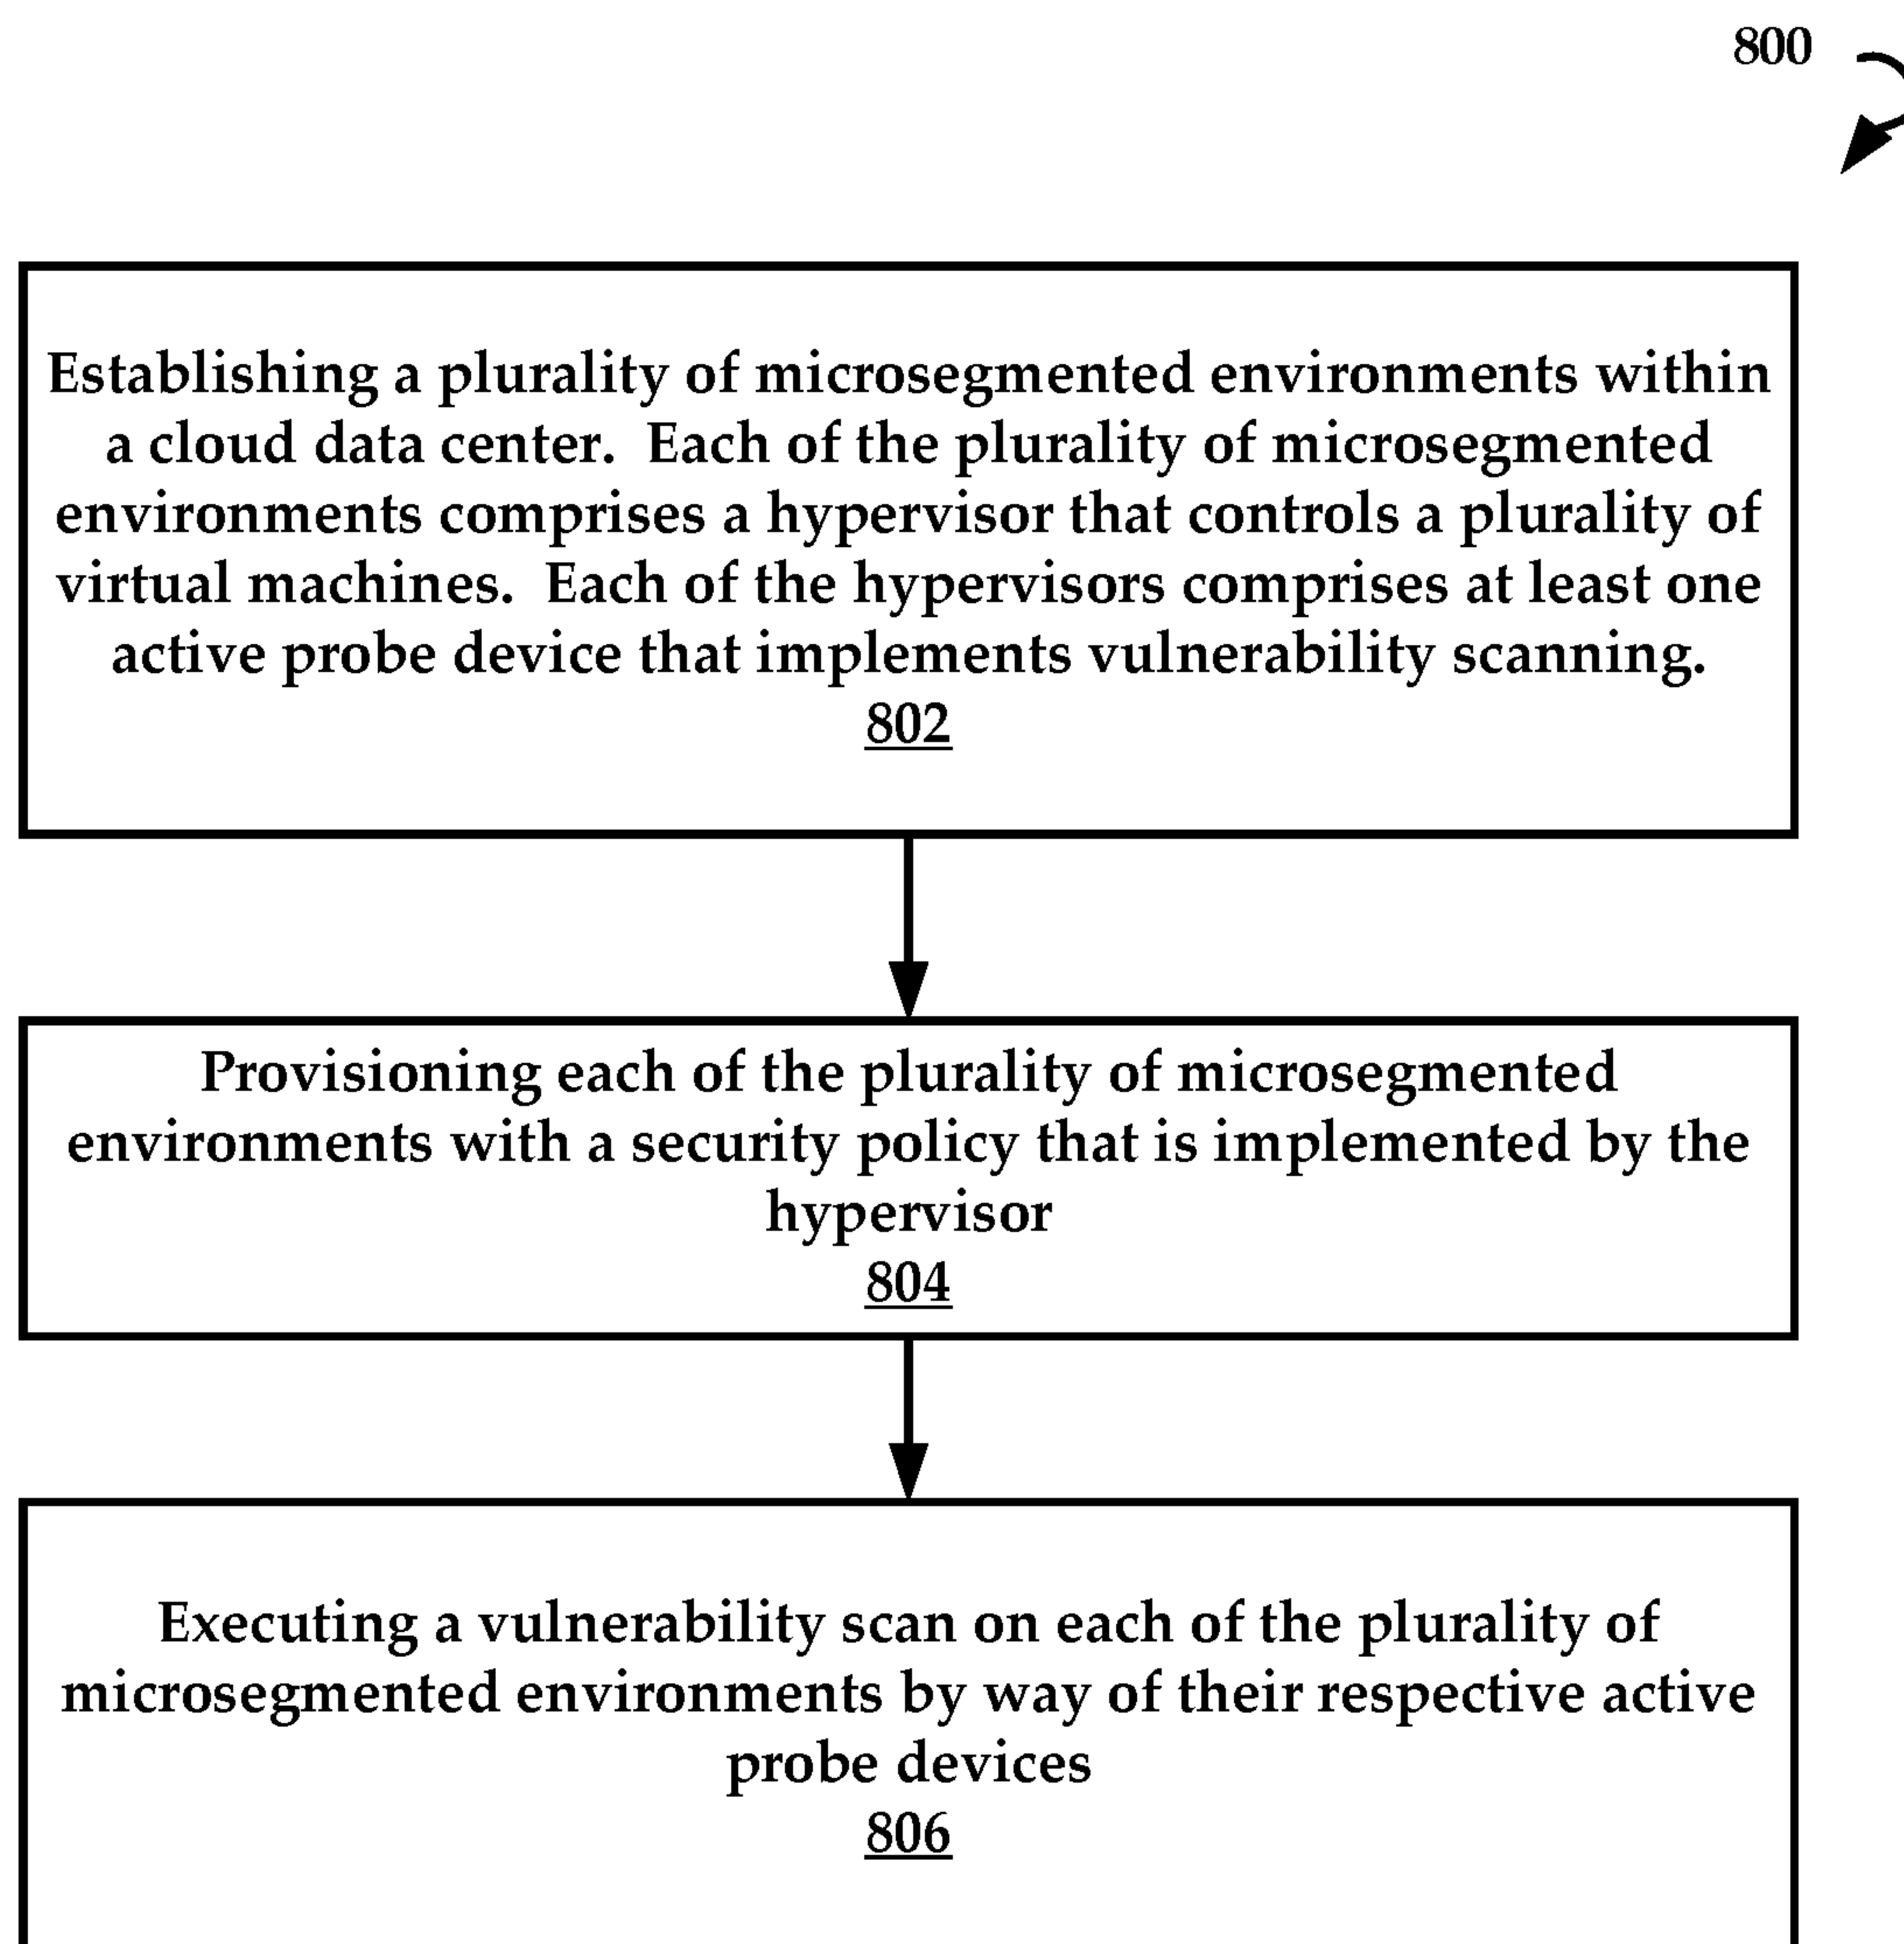 800
Establishing a plurality of microsegmented environments within
a cloud data center.  Each of the plurality of microsegmented
environments comprises a hypervisor that controls a plurality of
virtual machines.  Each of the hypervisors comprises at least one
active probe device that implements vulnerability scanning.
802
Provisioning each of the plurality of microsegmented
environments with a security policy that is implemented by the
hypervisor
804
Executing a vulnerability scan on each of the plurality of
microsegmented environments by way of their respective active
probe devices
806